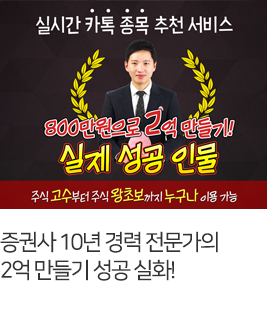 실시간 카톡 종목 추천 서비스
800만원으로 2억 만들기!
실제 성공 인물
주식 고수부터 주식 왕초보까지 누구나 이용 가능
증권사 10년 경력 전문가의
2억 만들기 성공 실화!